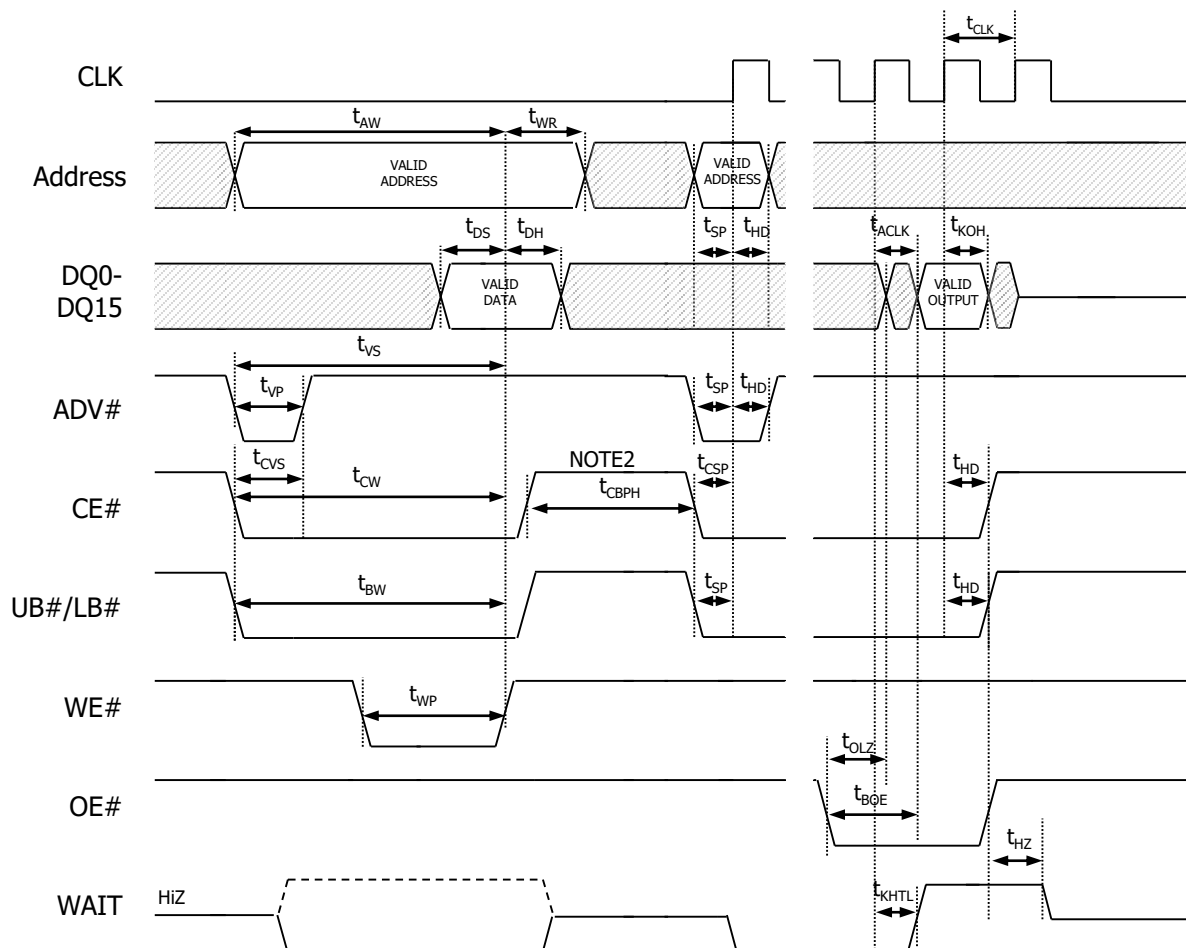 tCLK
CLK
tAW
tWR
Address
VALID
ADDRESS
VALID
ADDRESS
tDS
tDH
tSP
tHD
tACLK
tKOH
DQ0-
DQ15
VALID
DATA
VALID
OUTPUT
tVS
tVP
tSP
tHD
ADV#
tCVS
NOTE2
tCSP
tHD
tCW
tCBPH
CE#
tBW
tSP
tHD
UB#/LB#
tWP
WE#
tOLZ
OE#
tBOE
tHZ
HiZ
tKHTL
WAIT